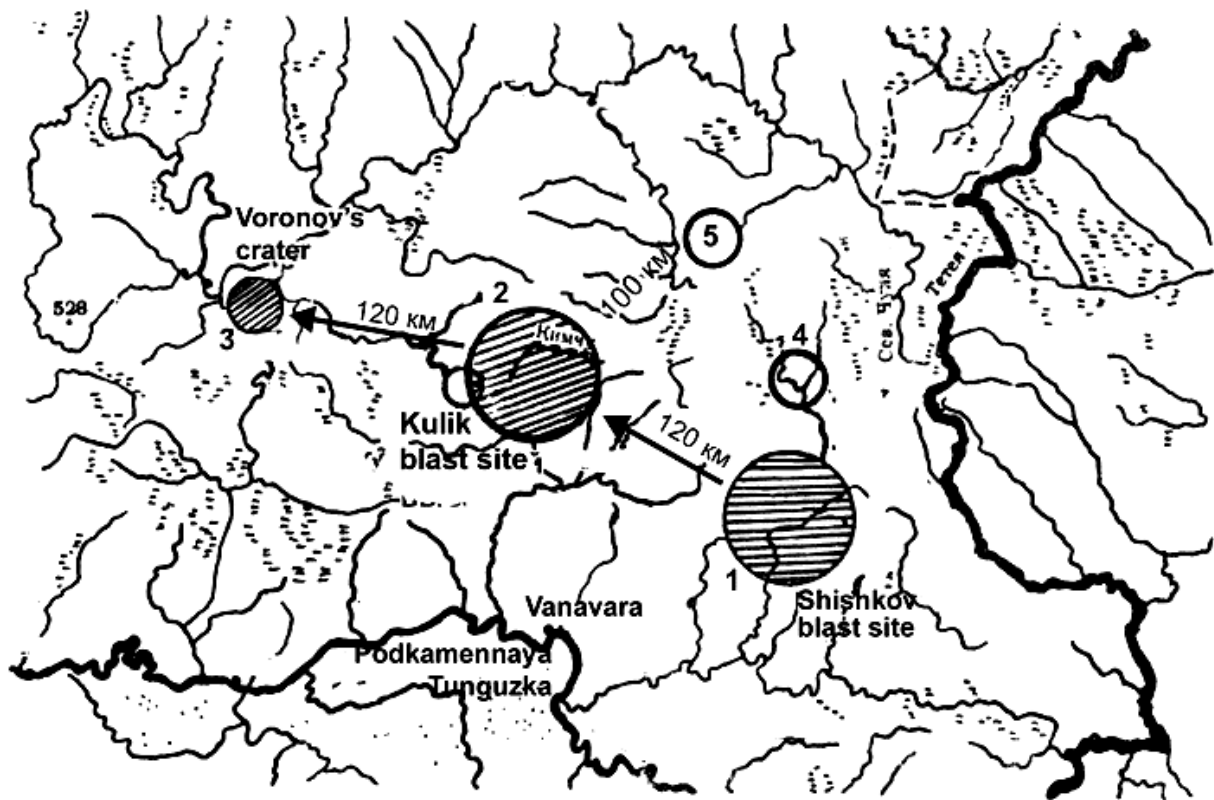 Voronov's
crater
528
3
120 км
2
Кимч
5
100 км
Тетея
Сев. Чуня
4
Kulik
blast site
120 км
1
Shishkov
blast site
Vanavara
Podkamennaya
Tunguzka